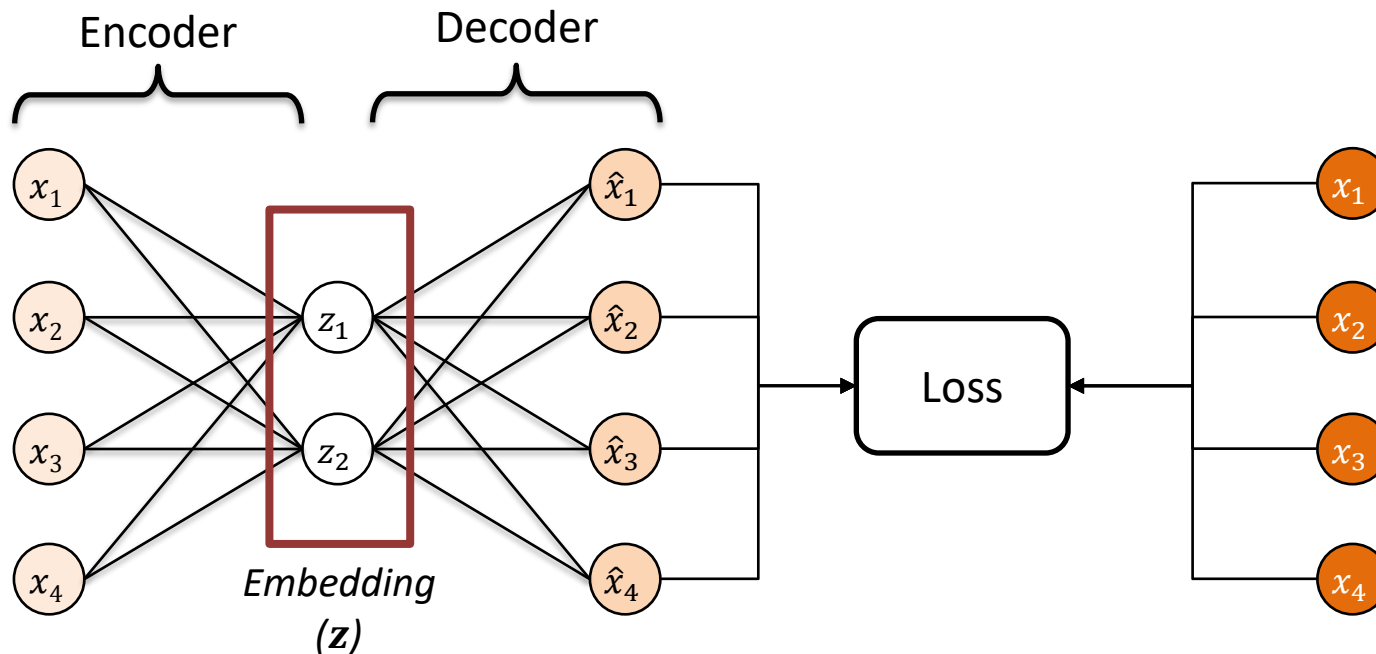 Encoder Decoder
x₁ x̂₁ x₁
x₂ z₁ x̂₂ x₂
Loss
x₃ z₂ x̂₃ x₃
x₄ x̂₄ x₄
Embedding
(z)